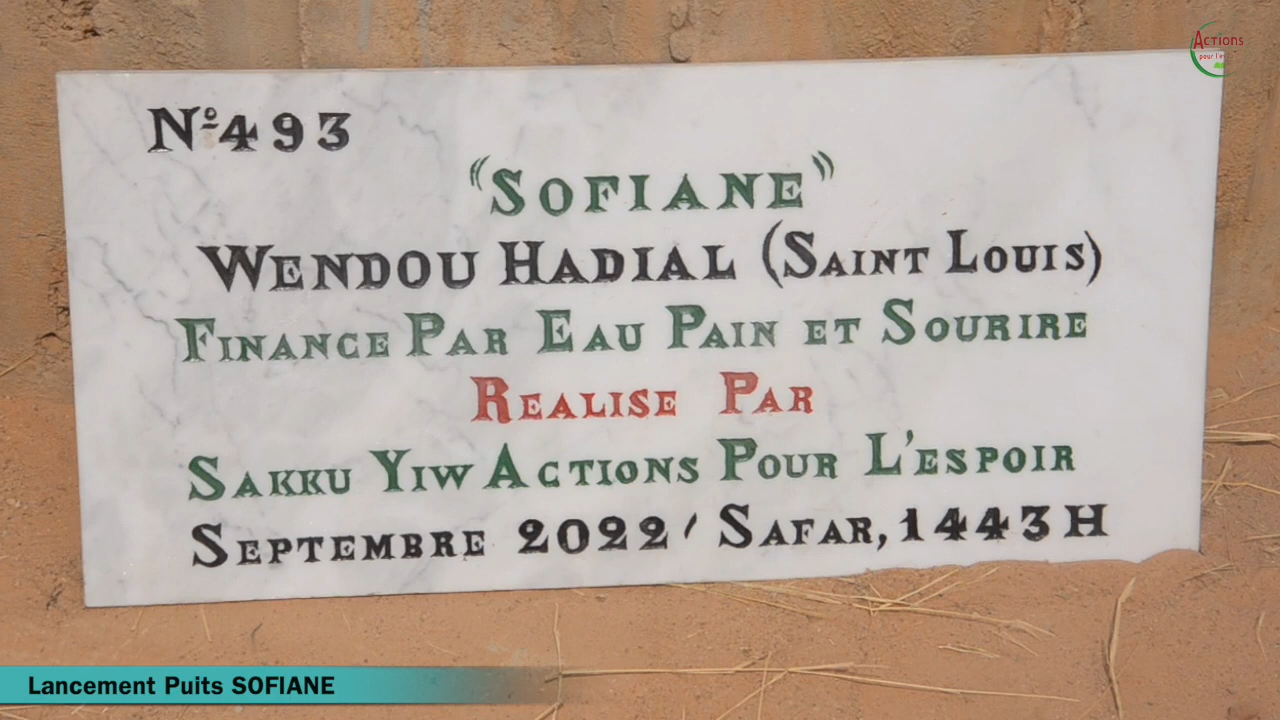 Actions
N°493
"SOFIANE"
WENDOU HADIAL (SAINT LOUIS)
FINANCE PAR EAU PAIN ET SOURIRE
REALISE PAR
SAKKU YIW ACTIONS POUR L'ESPOIR
SEPTEMBRE 2022/ SAFAR, 1443 H
Lancement Puits SOFIANE